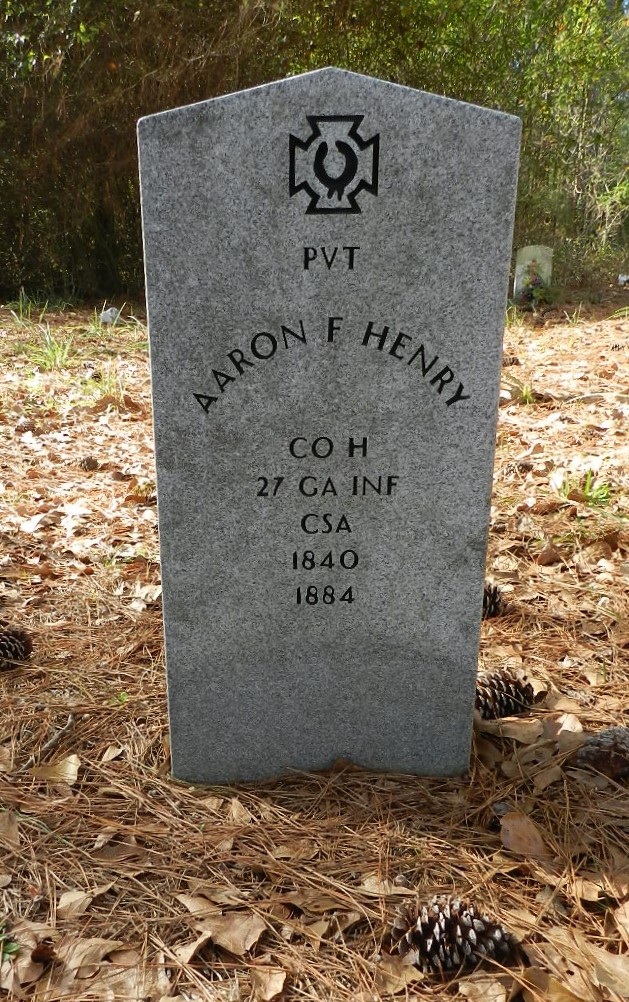 PVT
AARON F HENRY
CO H
27 GA INF
CSA
1840
1884